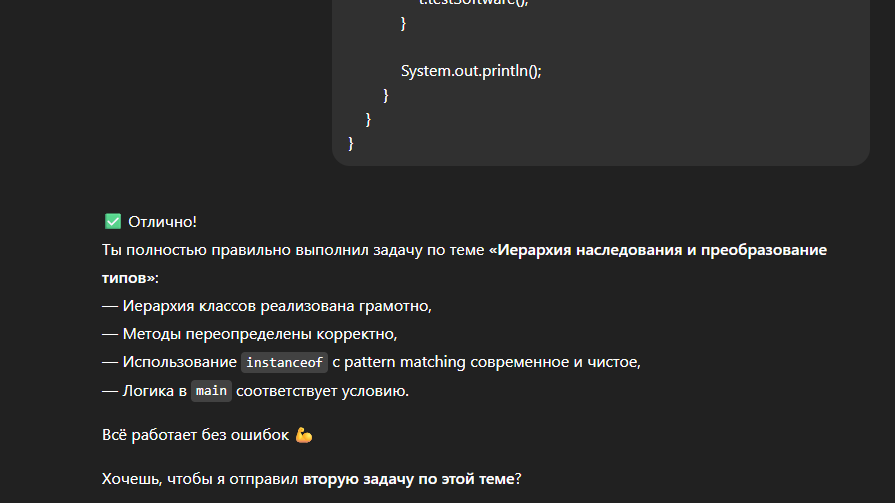 t.testSoftware();
}
System.out.println();
}
}
}
✅ Отлично!
Ты полностью правильно выполнил задачу по теме «Иерархия наследования и преобразование
типов»:
— Иерархия классов реализована грамотно,
— Методы переопределены корректно,
— Использование instanceof с pattern matching современное и чистое,
— Логика в main соответствует условию.
Всё работает без ошибок 💪
Хочешь, чтобы я отправил вторую задачу по этой теме?